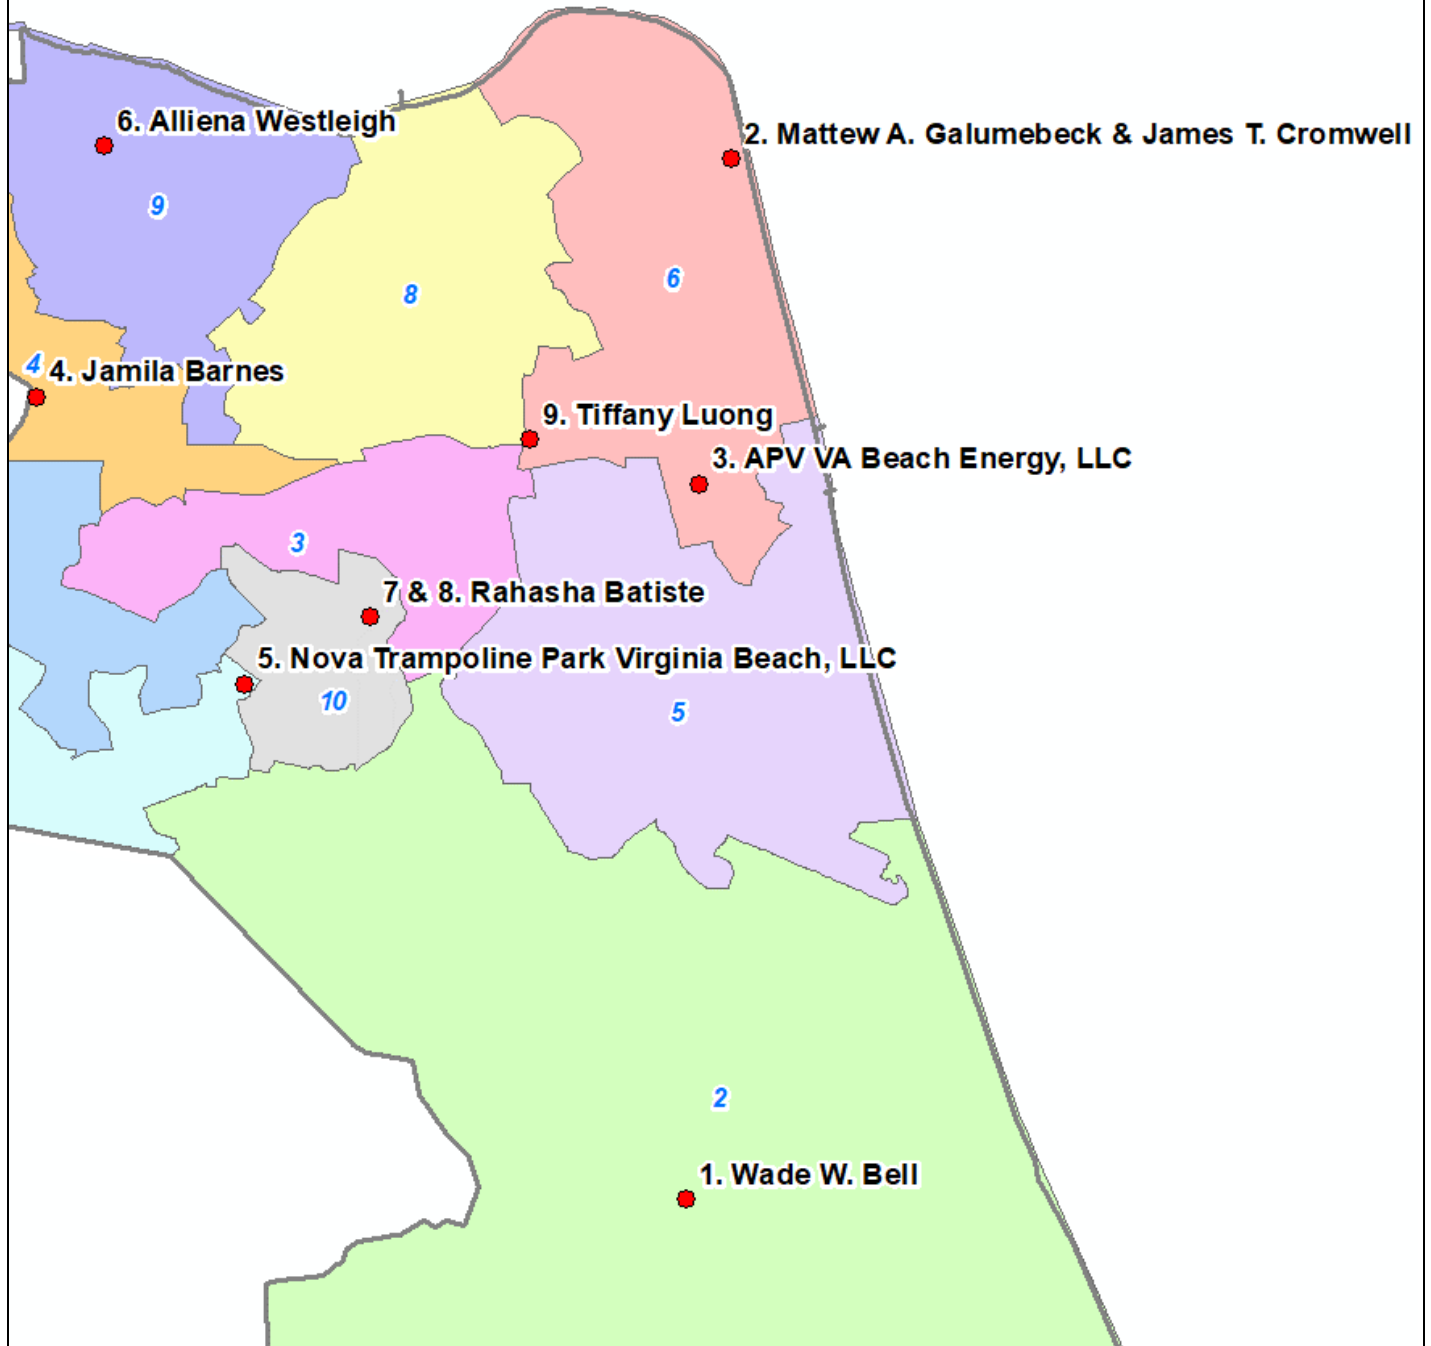 6. Alliena Westleigh
2. Mattew A. Galumebeck & James T. Cromwell
9
6
8
4
4. Jamila Barnes
9. Tiffany Luong
3. APV VA Beach Energy, LLC
3
7 & 8. Rahasha Batiste
5. Nova Trampoline Park Virginia Beach, LLC
10
5
2
1. Wade W. Bell